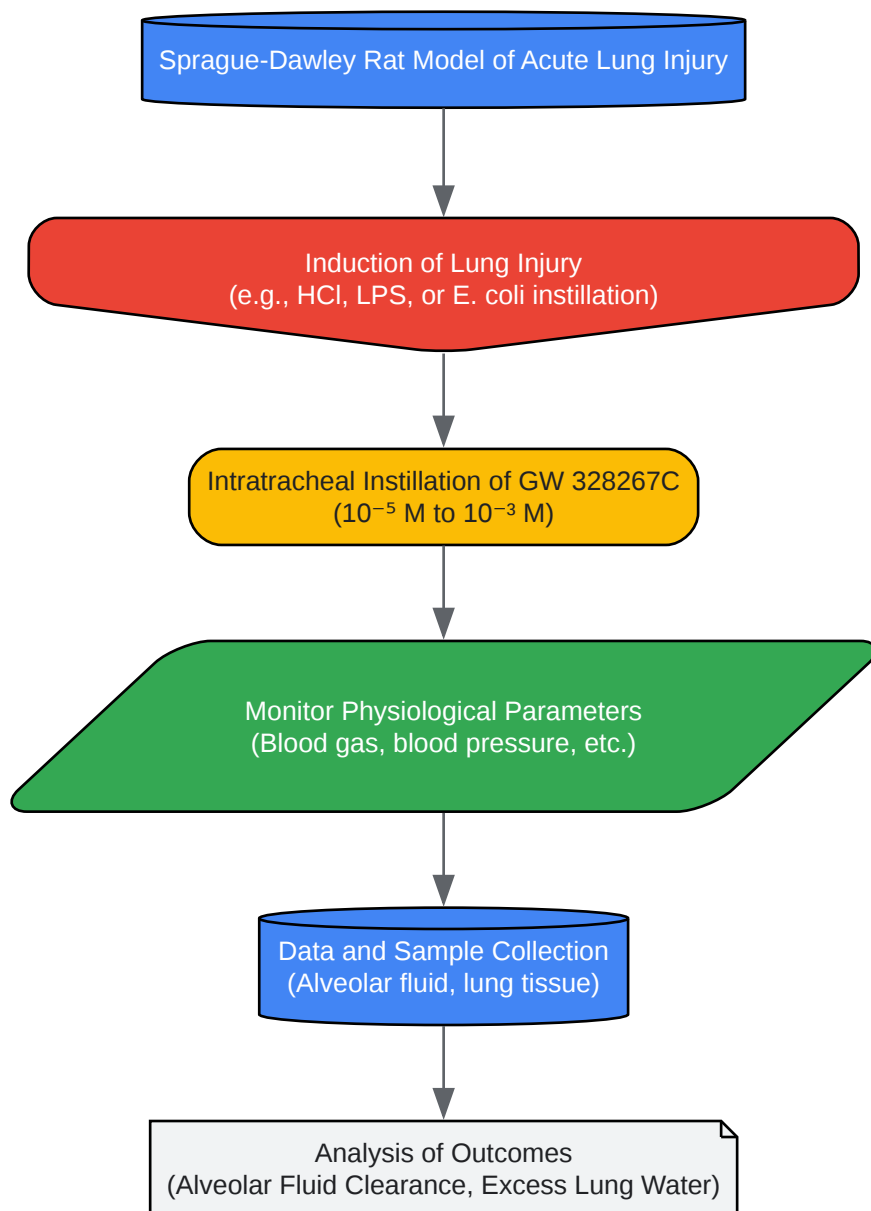 Sprague-Dawley Rat Model of Acute Lung Injury
Induction of Lung Injury
(e.g., HCl, LPS, or E. coli instillation)
Intratracheal Instillation of GW 328267C
(10⁻⁵ M to 10⁻³ M)
Monitor Physiological Parameters
(Blood gas, blood pressure, etc.)
Data and Sample Collection
(Alveolar fluid, lung tissue)
Analysis of Outcomes
(Alveolar Fluid Clearance, Excess Lung Water)